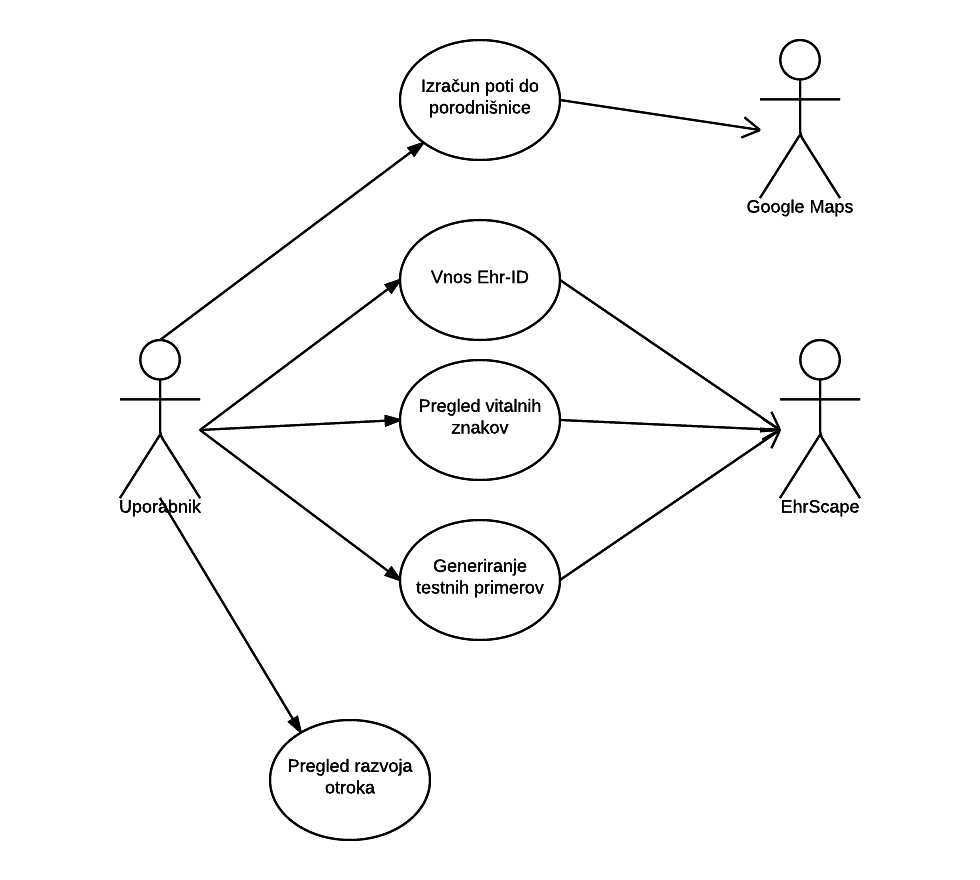 Izračun poti do
porodnišnice
Google Maps
Vnos Ehr-ID
Pregled vitalnih
znakov
Uporabnik
EhrScape
Generiranje
testnih primerov
Pregled razvoja
otroka